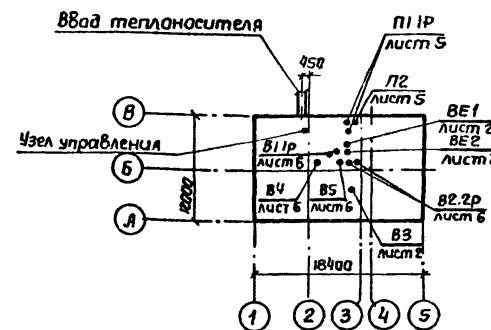 Ввод теплоносителя
П1 1Р
лист 5
450
П2
лист 5
В
ВЕ1
лист 2
Узел управления
ВЕ2
лист
В1 1р
лист 6
Б
В4
лист 6
В5
лист 6
В2.2р
лист 6
12000
А
В3
лист 2
18400
1
2
3
4
5